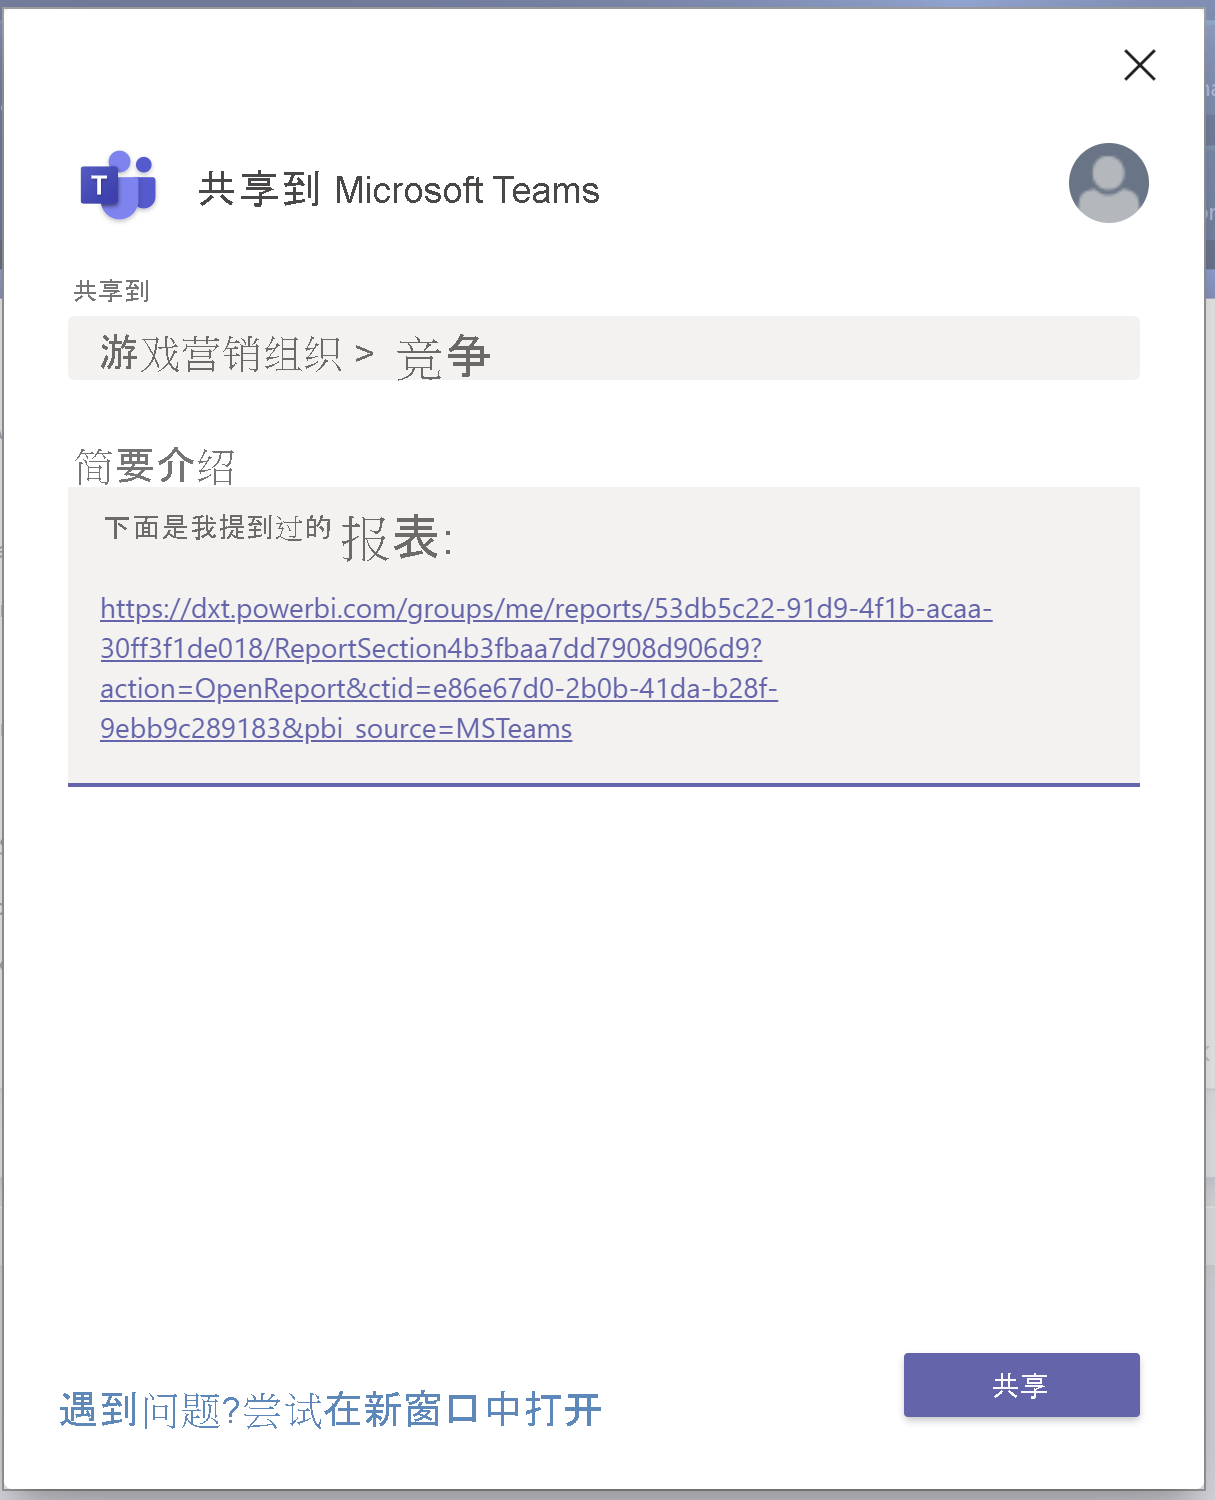 共享到 Microsoft Teams
共享到
游戏营销组织 > 竞争
简要介绍
下面是我提到过的 报表:
https://dxt.powerbi.com/groups/me/reports/53db5c22-91d9-4f1b-acaa-
30ff3f1de018/ReportSection4b3fbaa7dd7908d906d9?
action=OpenReport&ctid=e86e67d0-2b0b-41da-b28f-
9ebb9c289183&pbi_source=MSTeams
共享
遇到问题?尝试在新窗口中打开